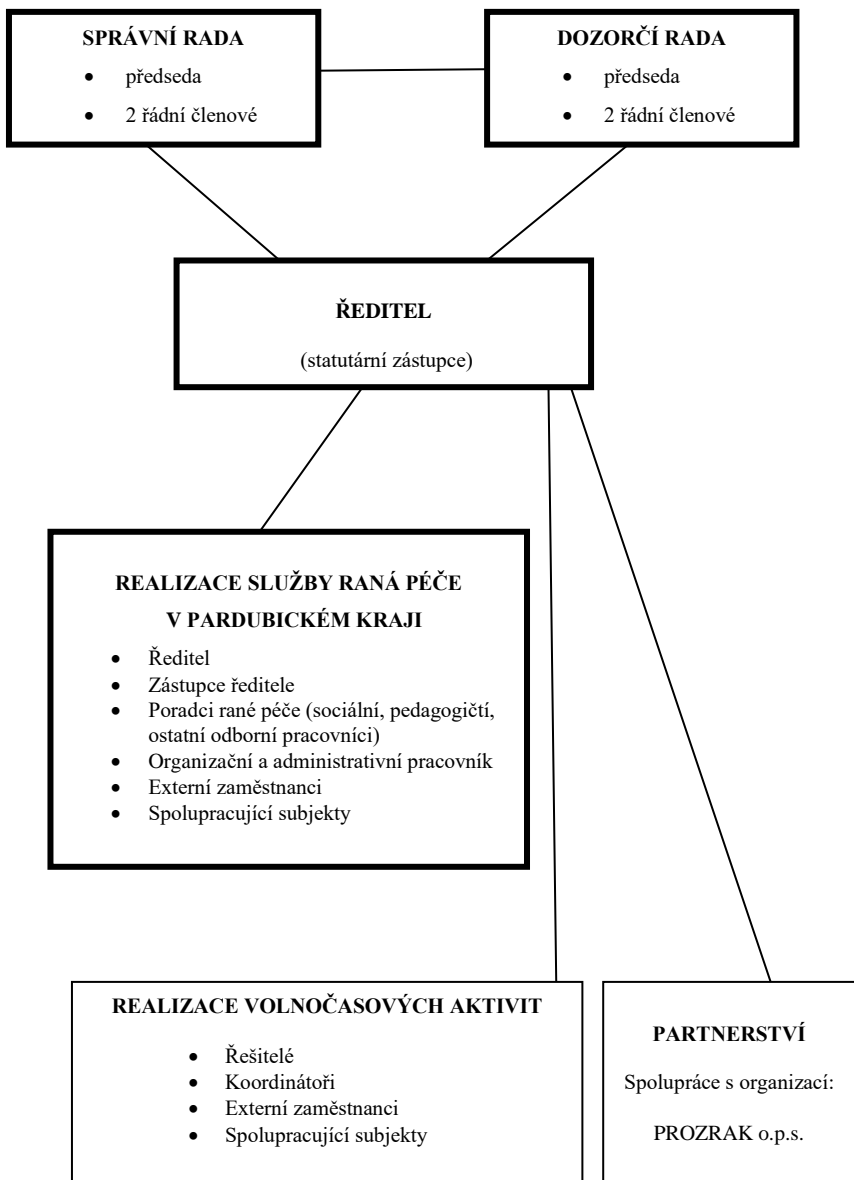 SPRÁVNÍ RADA
• předseda
• 2 řádní členové
DOZORČÍ RADA
• předseda
• 2 řádní členové
ŘEDITEL
(statutární zástupce)
REALIZACE SLUŽBY RANÁ PÉČE
V PARDUBICKÉM KRAJI
• Ředitel
• Zástupce ředitele
• Poradci rané péče (sociální, pedagogičtí,
ostatní odborní pracovníci)
• Organizační a administrativní pracovník
• Externí zaměstnanci
• Spolupracující subjekty
REALIZACE VOLNOČASOVÝCH AKTIVIT
• Řešitelé
• Koordinátoři
• Externí zaměstnanci
• Spolupracující subjekty
PARTNERSTVÍ
Spolupráce s organizací:
PROZRAK o.p.s.